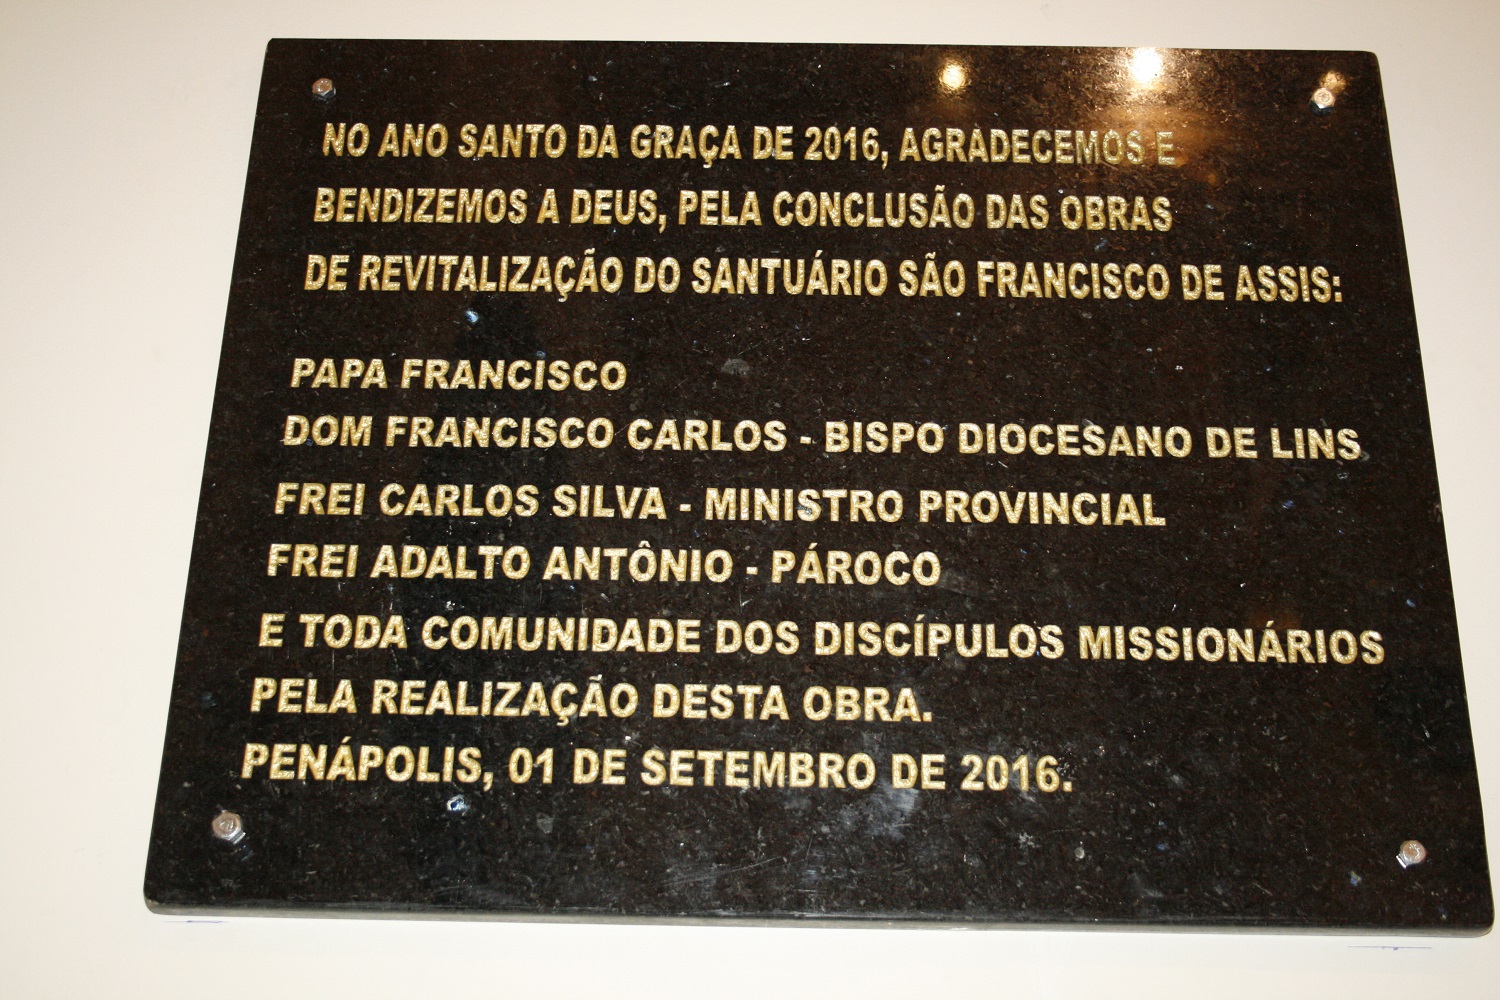 NO ANO SANTO DA GRAÇA DE 2016, AGRADECEMOS E
BENDIZEMOS A DEUS, PELA CONCLUSÃO DAS OBRAS
DE REVITALIZAÇÃO DO SANTUÁRIO SÃO FRANCISCO DE ASSIS:
PAPA FRANCISCO
DOM FRANCISCO CARLOS - BISPO DIOCESANO DE LINS
FREI CARLOS SILVA - MINISTRO PROVINCIAL
FREI ADALTO ANTÔNIO - PÁROCO
E TODA COMUNIDADE DOS DISCÍPULOS MISSIONÁRIOS
PELA REALIZAÇÃO DESTA OBRA.
PENÁPOLIS, 01 DE SETEMBRO DE 2016.